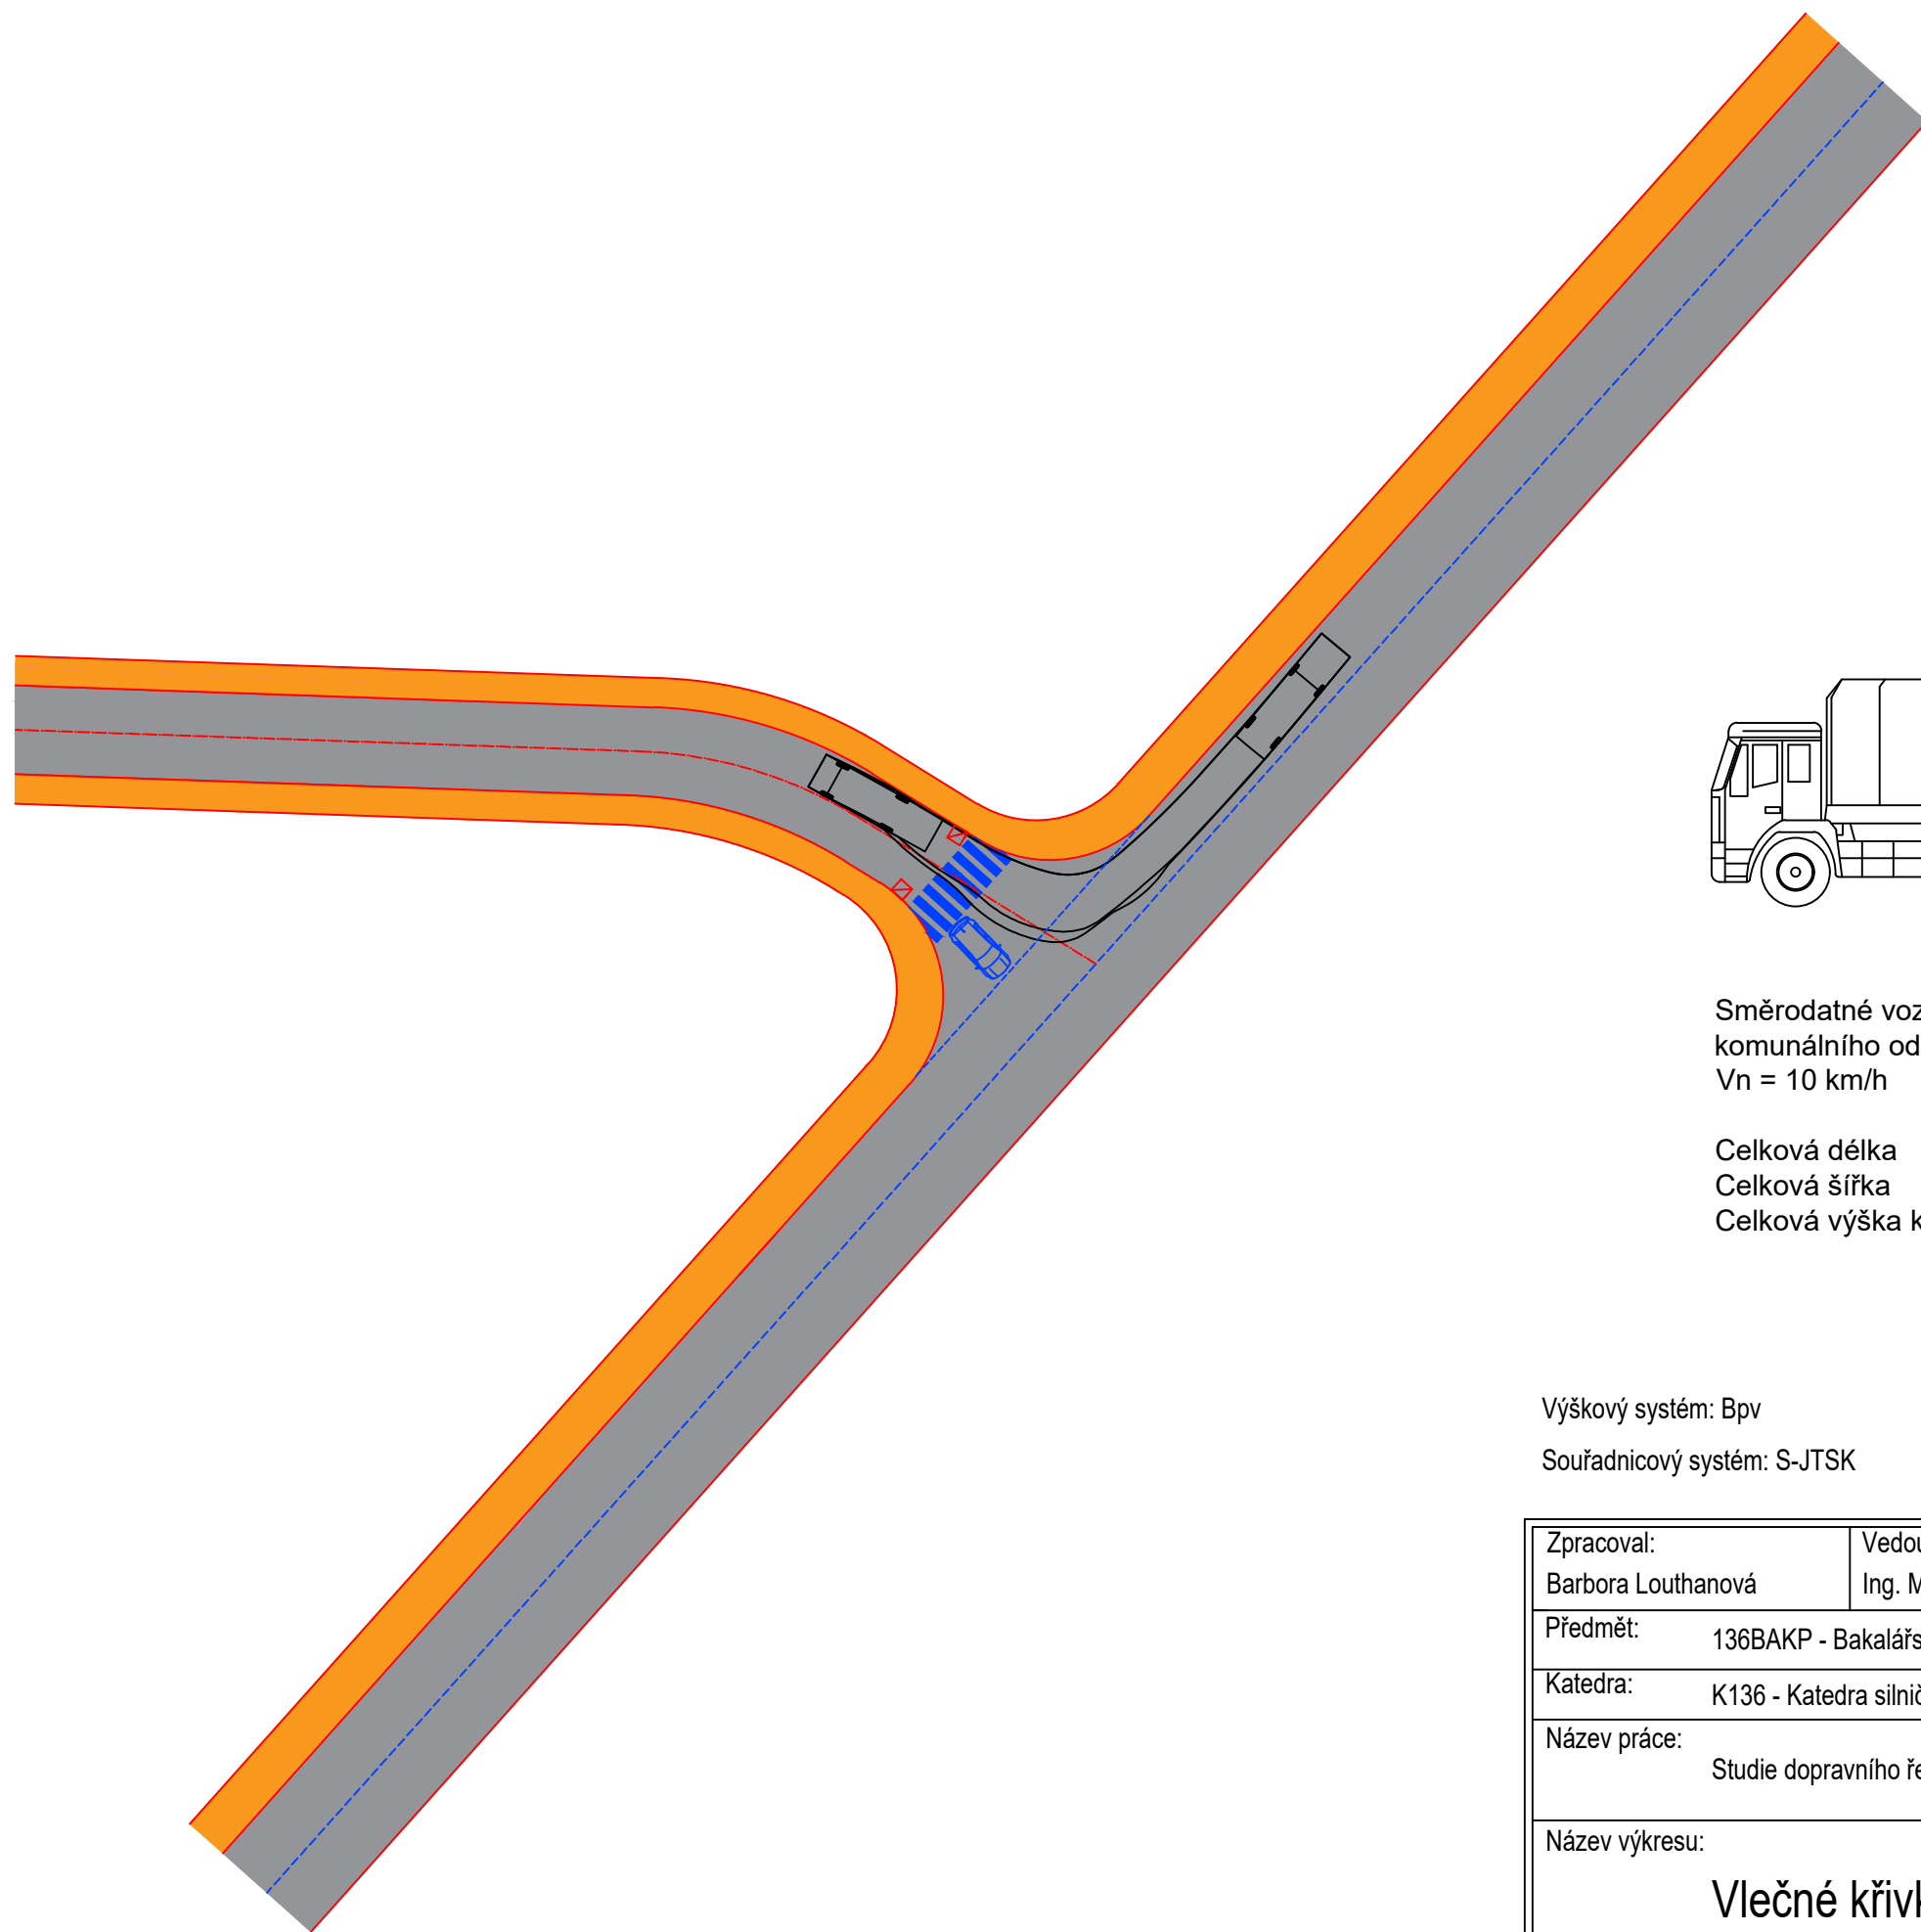 Směrodatné voz
komunálního od
Vn = 10 km/h
Celková délka
Celková šířka
Celková výška k
Výškový systém: Bpv
Souřadnicový systém: S-JTSK
Zpracoval:
Barbora Louthanová
Vedou
Ing. M
Předmět:
136BAKP - Bakalářs
Katedra:
K136 - Katedra silnič
Název práce:
Studie dopravního ře
Název výkresu:
Vlečné křivk